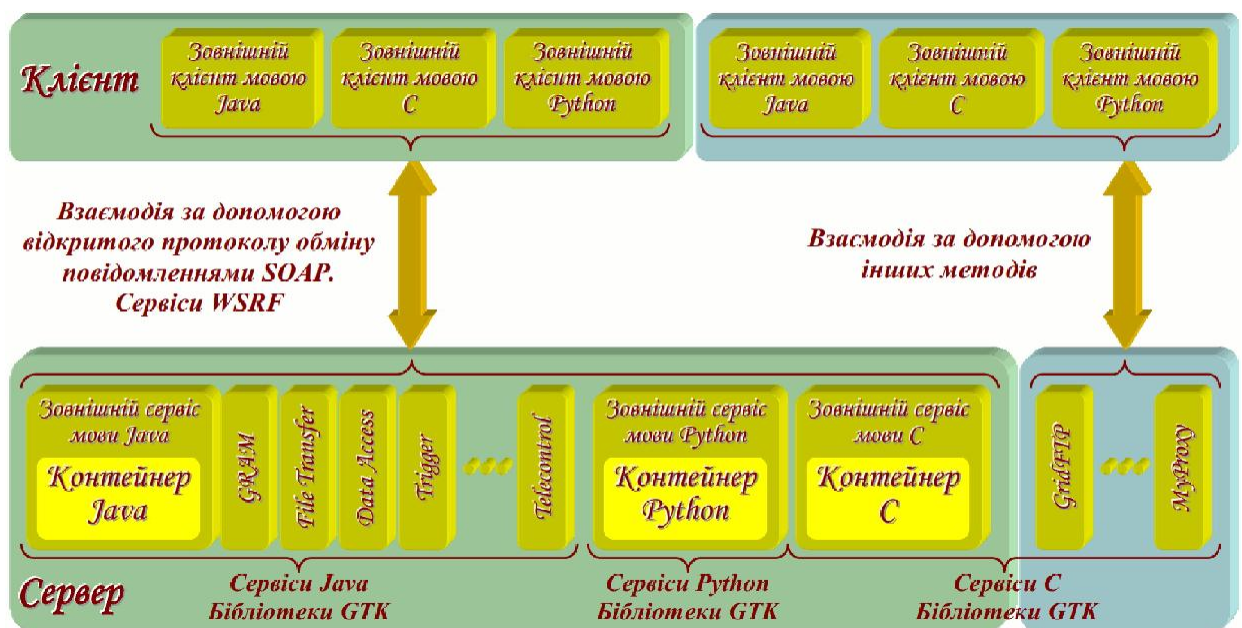 Клієнт
Зовнішній
клієнт мовою
Java
Зовнішній
клієнт мовою
C
Зовнішній
клієнт мовою
Python
Зовнішній
клієнт мовою
Java
Зовнішній
клієнт мовою
C
Зовнішній
клієнт мовою
Python
Взаємодія за допомогою
відкритого протоколу обміну
повідомленнями SOAP.
Сервіси WSRF
Взаємодія за допомогою
інших методів
Зовнішній сервіс
мови Java
Контейнер
Java
GRAM
File Transfer
Data Access
Trigger
Telecontrol
Зовнішній сервіс
мови Python
Контейнер
Python
Зовнішній сервіс
мови C
Контейнер
C
GridFTP
MyProxy
Сервер
Сервіси Java
Бібліотеки GTK
Сервіси Python
Бібліотеки GTK
Сервіси C
Бібліотеки GTK